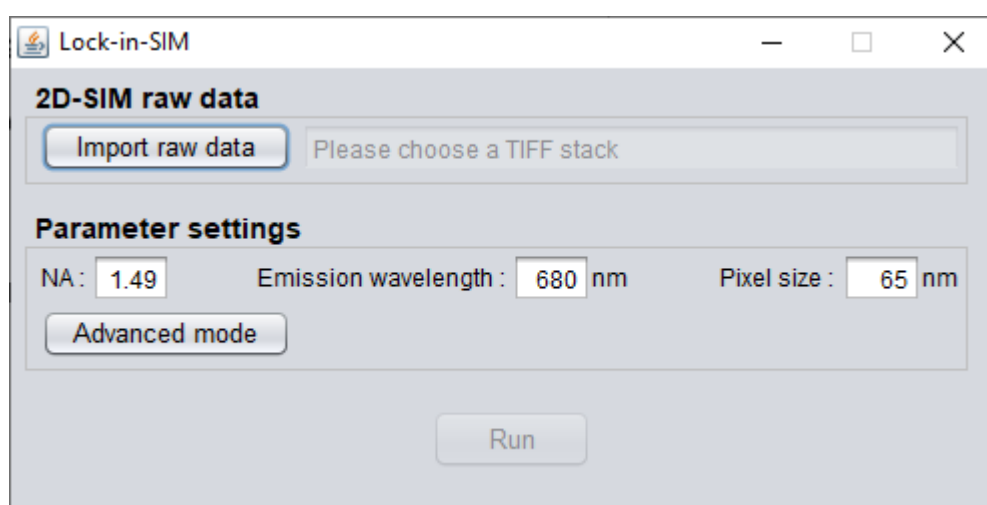 Lock-in-SIM
2D-SIM raw data
Import raw data Please choose a TIFF stack
Parameter settings
NA : 1.49 Emission wavelength : 680 nm Pixel size : 65 nm
Advanced mode
Run